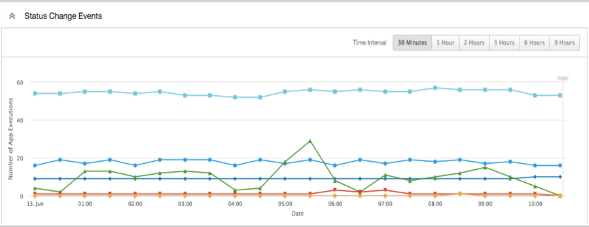 Status Change Events
Time Interval 30 Minutes 1 Hour 2 Hours 3 Hours 6 Hours 9 Hours
now
60
40
20
0
Number of App Executions
13. Jun 01:00 02:00 03:00 04:00 05:00 06:00 07:00 08:00 09:00 10:00
Date